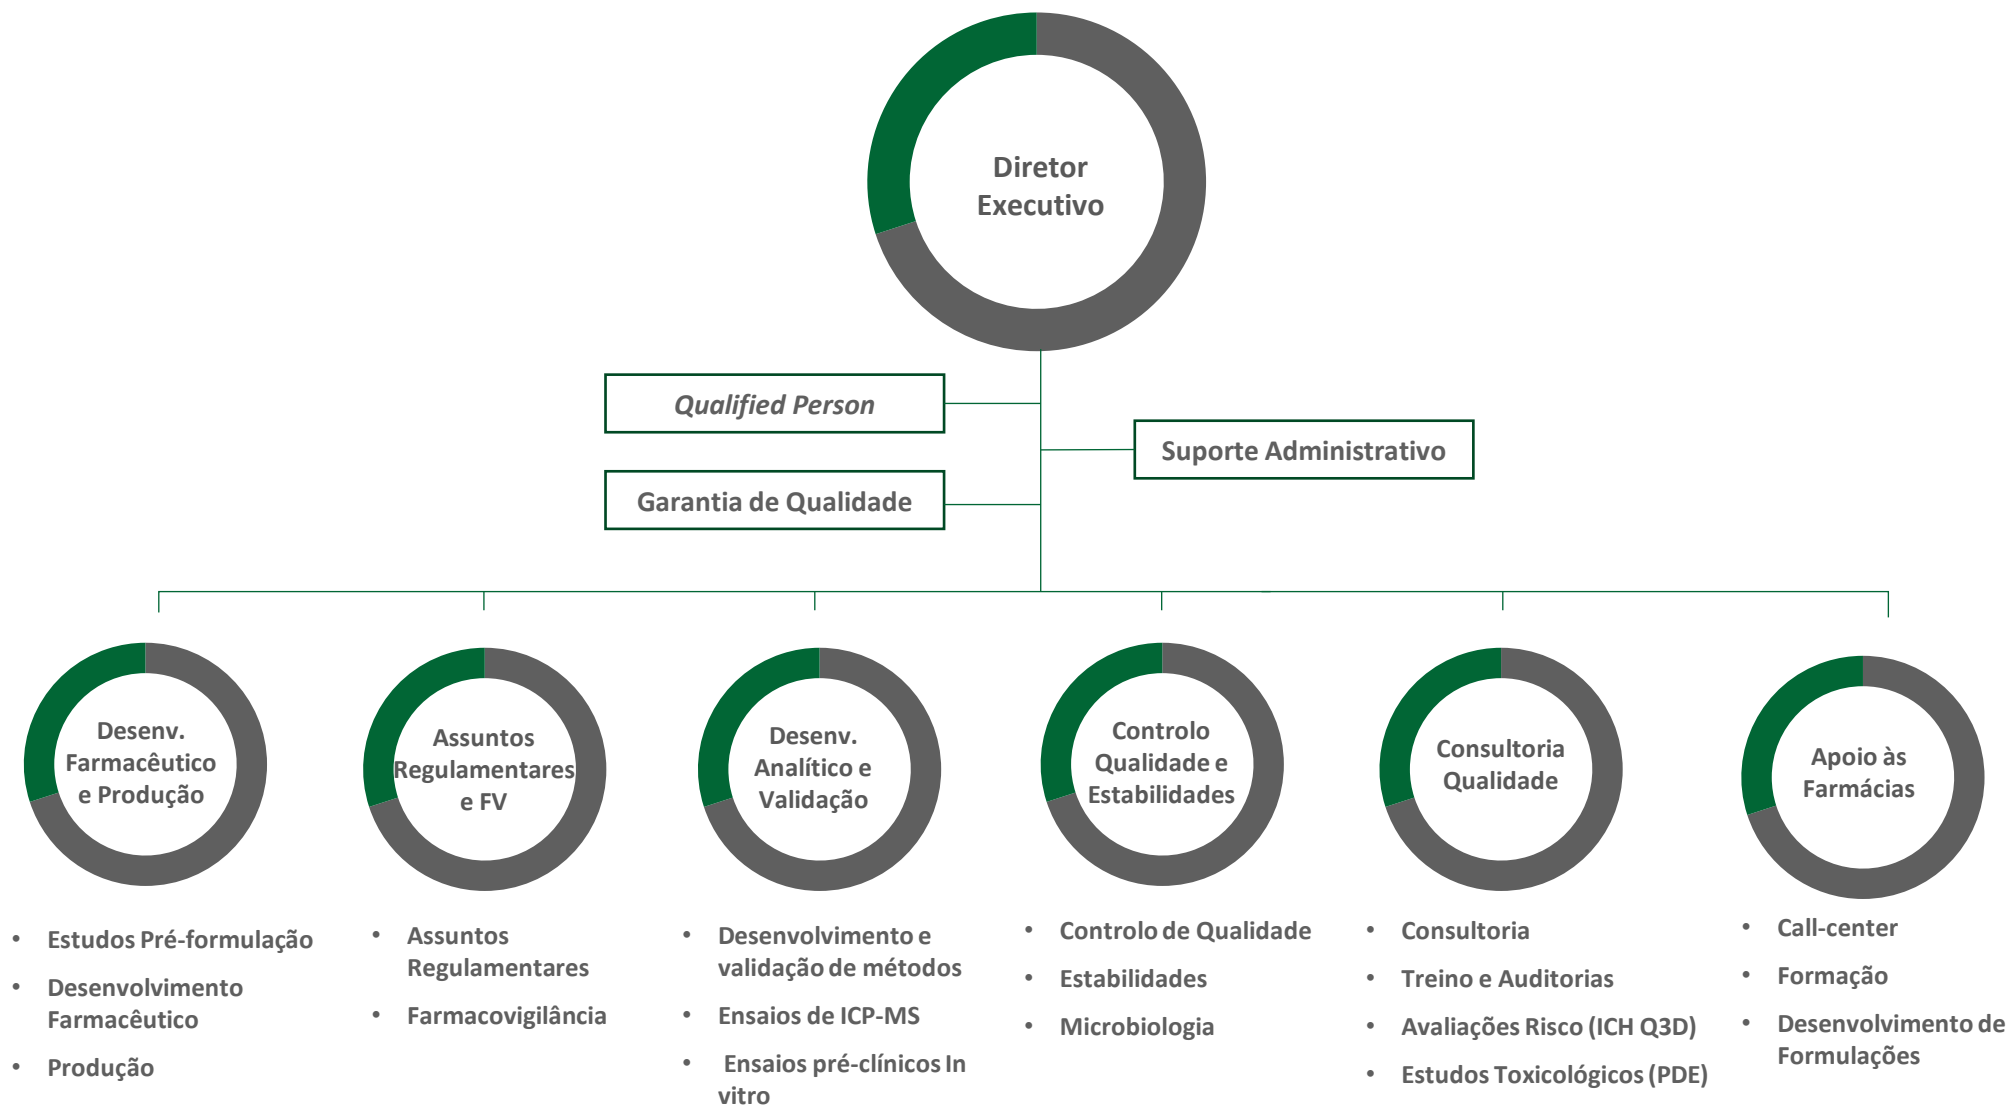 Diretor
Executivo
Qualified Person
Suporte Administrativo
Garantia de Qualidade
Desenv.
Farmacêutico
e Produção
Assuntos
Regulamentares
e FV
Desenv.
Analítico e
Validação
Controlo
Qualidade e
Estabilidades
Consultoria
Qualidade
Apoio às
Farmácias
• Estudos Pré-formulação
• Desenvolvimento
Farmacêutico
• Produção
• Assuntos
Regulamentares
• Farmacovigilância
• Desenvolvimento e
validação de métodos
• Ensaios de ICP-MS
• Ensaios pré-clínicos In
vitro
• Controlo de Qualidade
• Estabilidades
• Microbiologia
• Consultoria
• Treino e Auditorias
• Avaliações Risco (ICH Q3D)
• Estudos Toxicológicos (PDE)
• Call-center
• Formação
• Desenvolvimento de
Formulações